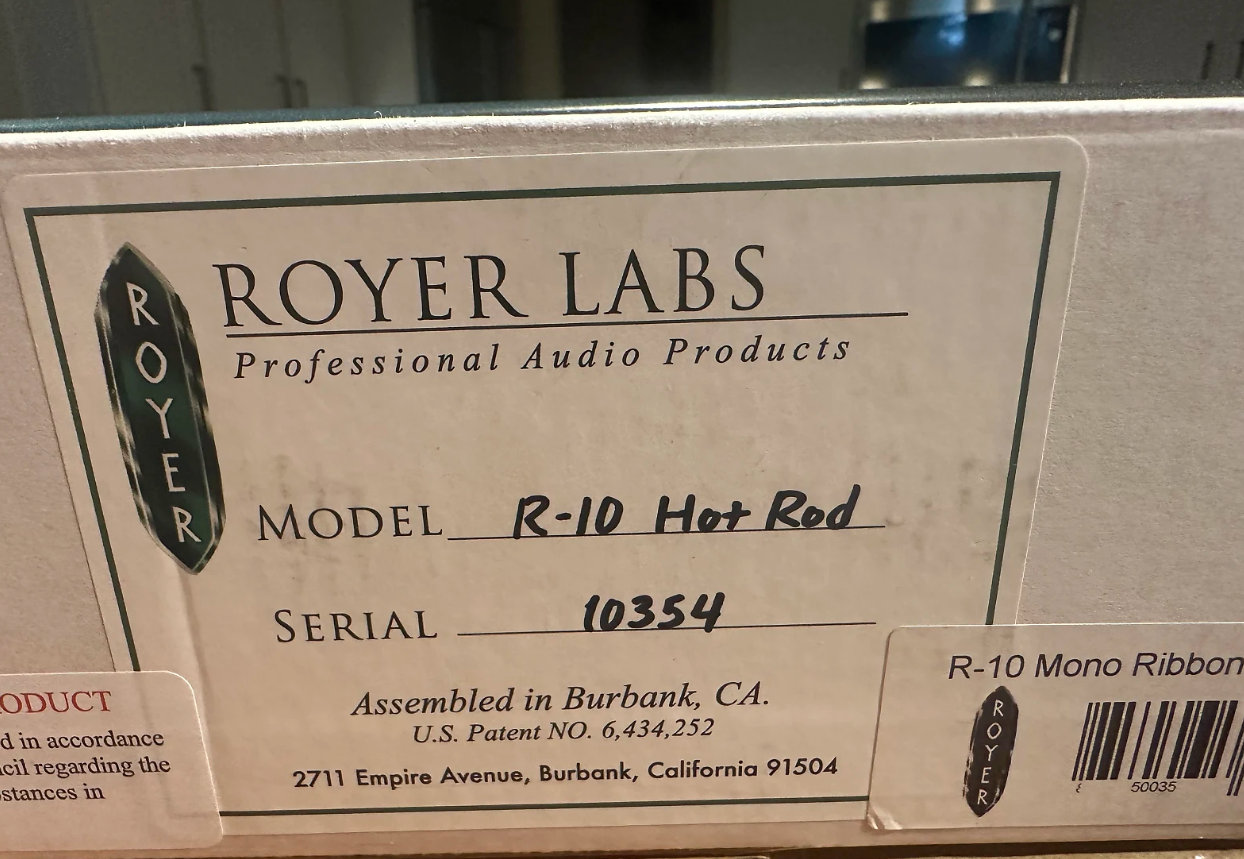 ROYER
ROYER LABS
Professional Audio Products
MODEL R-10 Hot Rod
SERIAL 10354
Assembled in Burbank, CA.
U.S. Patent NO. 6,434,252
2711 Empire Avenue, Burbank, California 91504
ODUCT
d in accordance
cil regarding the
stances in
R-10 Mono Ribbon
ROYER
50035